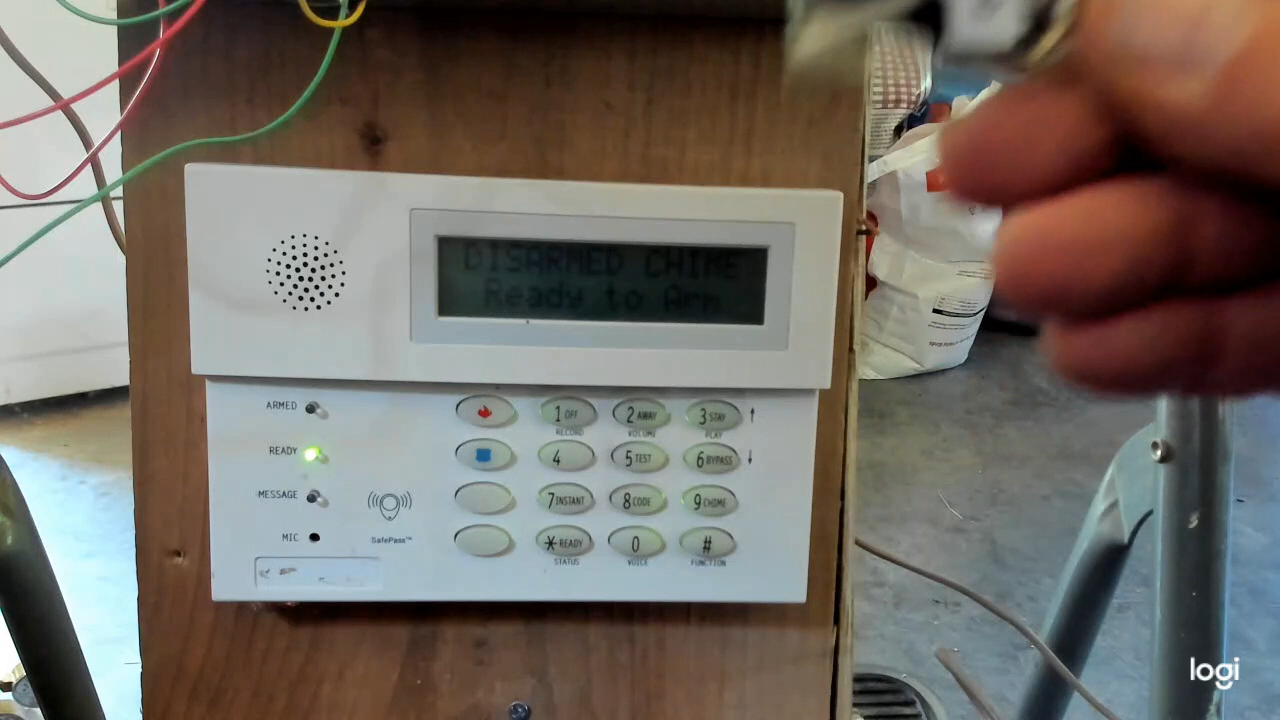 DISARMED CHIME
Ready to Arm
ARMED
READY
MESSAGE
MIC
SafePass™
1 OFF
RECORD
2 AWAY
VOLUME
3 STAY
PLAY
↑
4
5 TEST
6 BYPASS
↓
7 INSTANT
8 CODE
9 CHIME
* READY
STATUS
0
VOICE
#
FUNCTION
logi